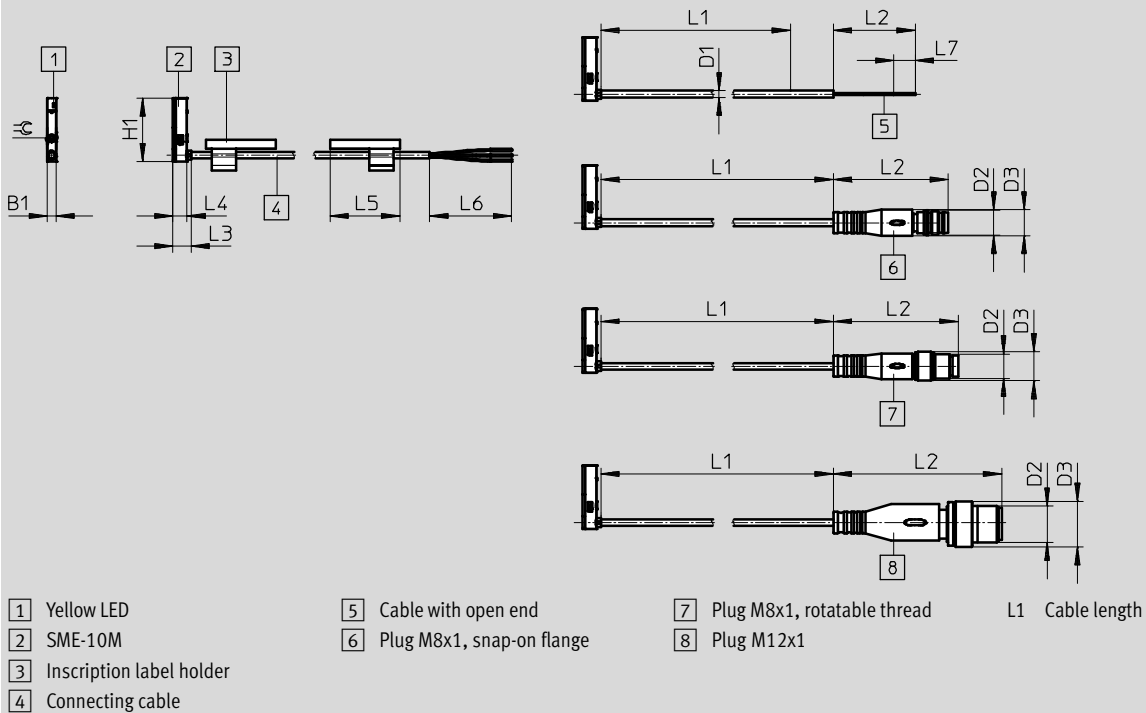 1
2
3
H1
B1
L4
L3
4
L5
L6
L1
L2
L7
D1
5
L1
L2
D2
D3
6
L1
L2
D2
D3
7
L1
L2
D2
D3
8
1 Yellow LED
2 SME-10M
3 Inscription label holder
4 Connecting cable
5 Cable with open end
6 Plug M8x1, snap-on flange
7 Plug M8x1, rotatable thread
8 Plug M12x1
L1 Cable length